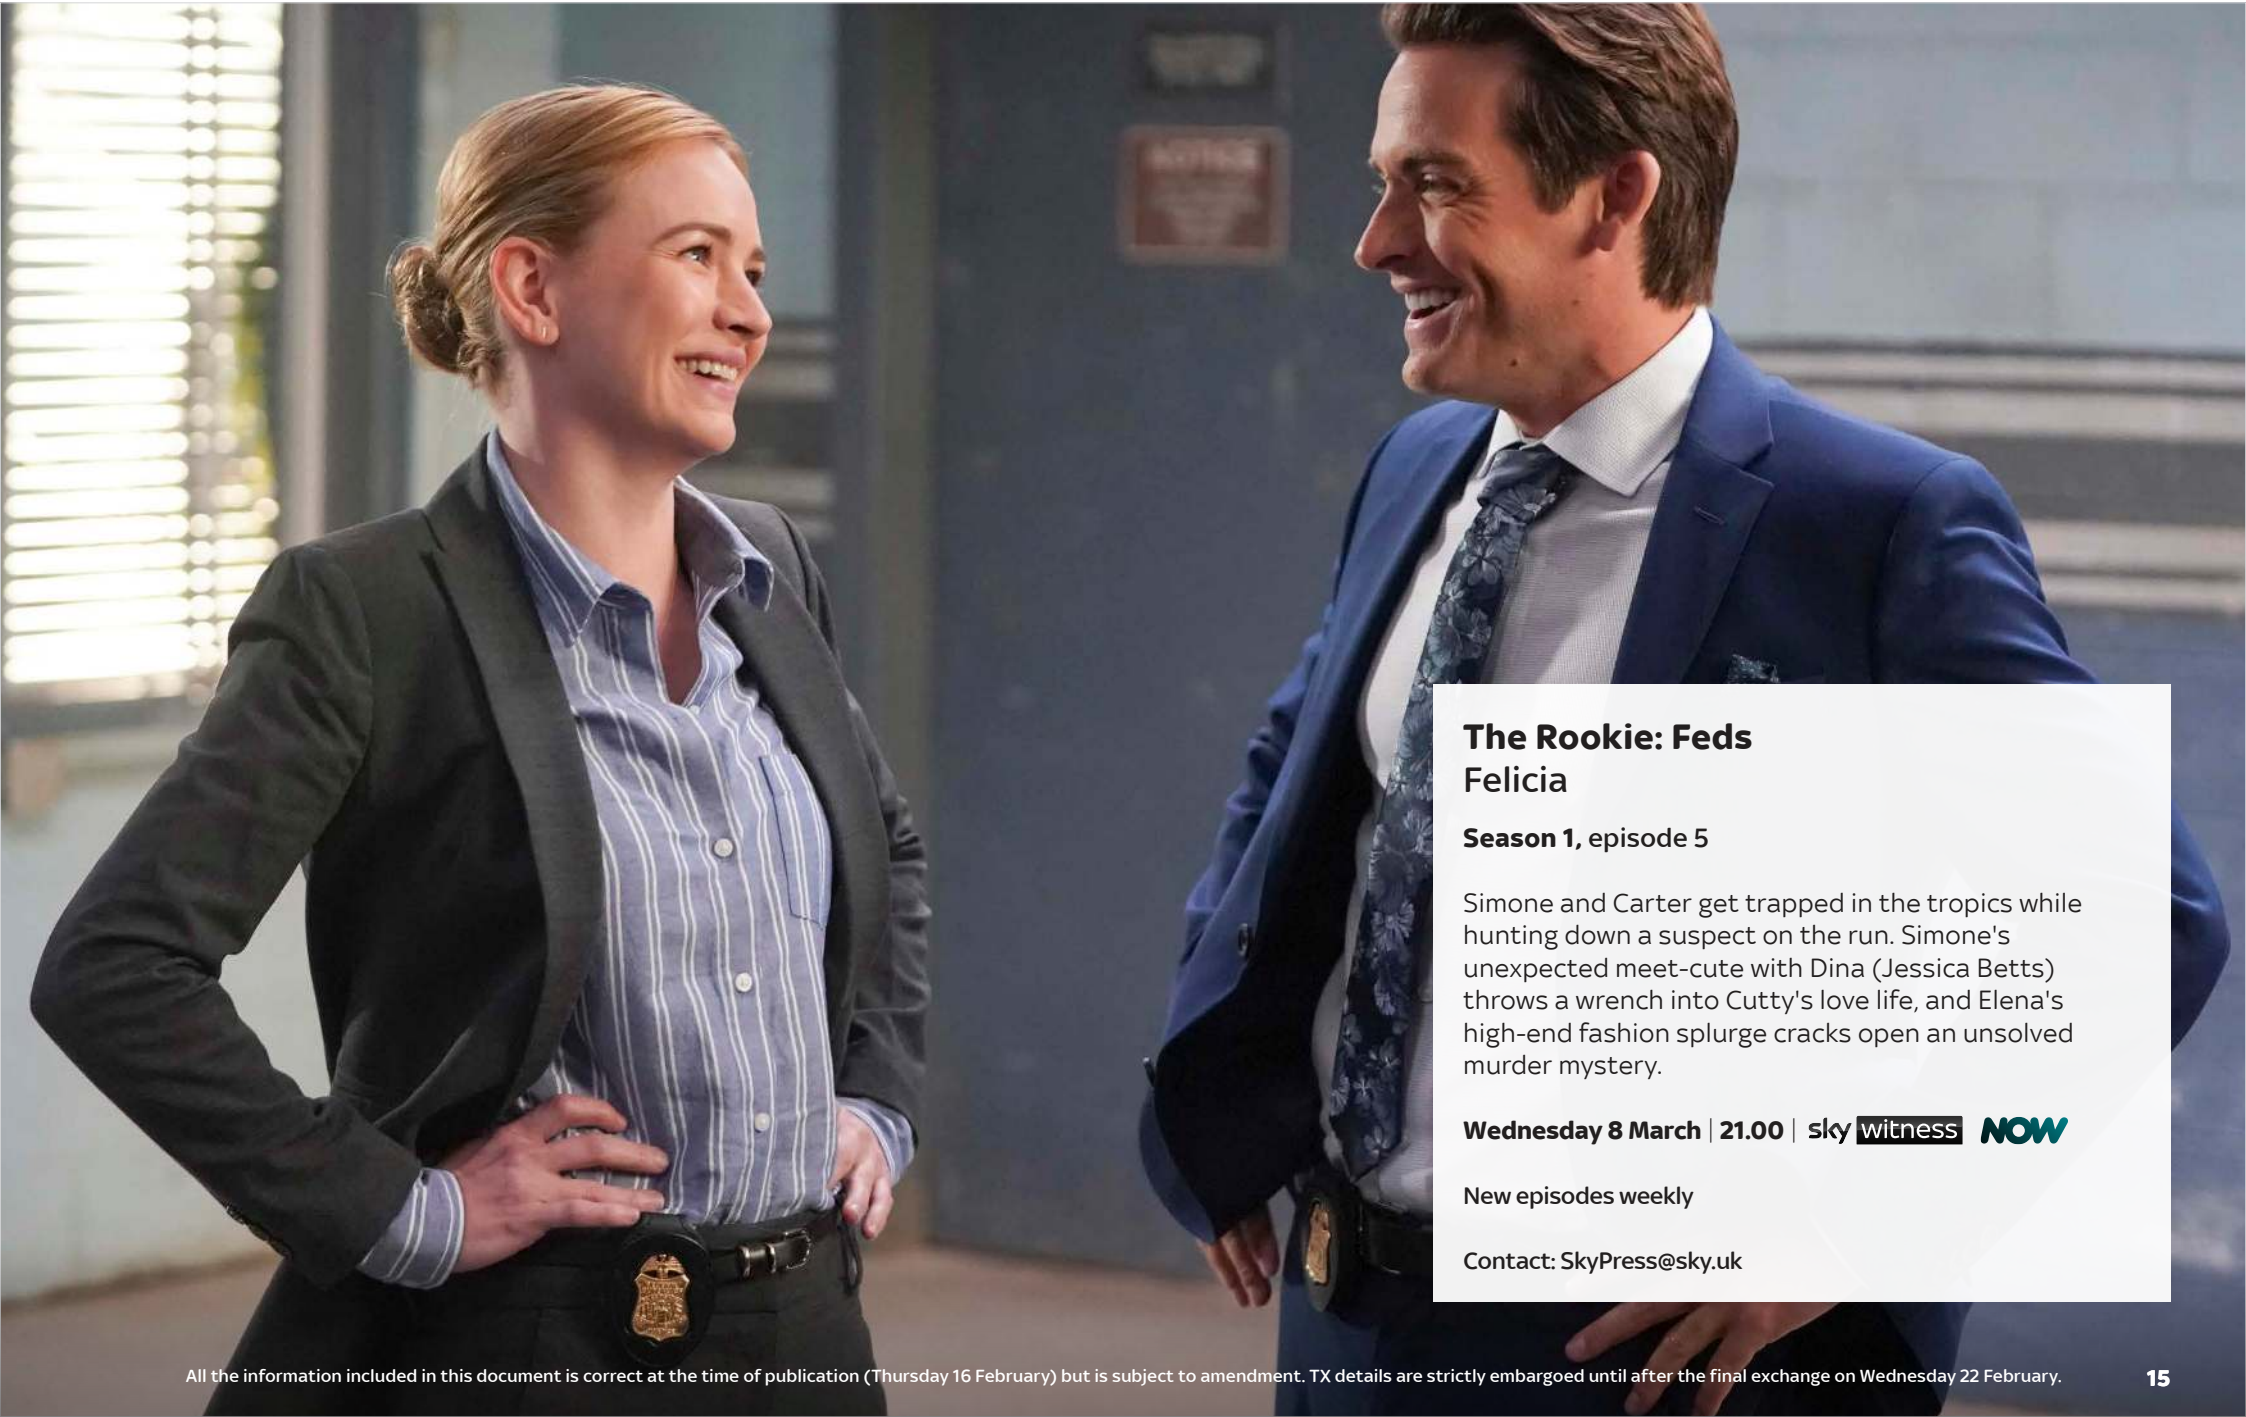 NOTICE
The Rookie: Feds
Felicia
Season 1, episode 5
Simone and Carter get trapped in the tropics while
hunting down a suspect on the run. Simone's
unexpected meet-cute with Dina (Jessica Betts)
throws a wrench into Cutty's love life, and Elena's
high-end fashion splurge cracks open an unsolved
murder mystery.
Wednesday 8 March | 21.00 | sky witness NOW
New episodes weekly
Contact: SkyPress@sky.uk
All the information included in this document is correct at the time of publication (Thursday 16 February) but is subject to amendment. TX details are strictly embargoed until after the final exchange on Wednesday 22 February.
15